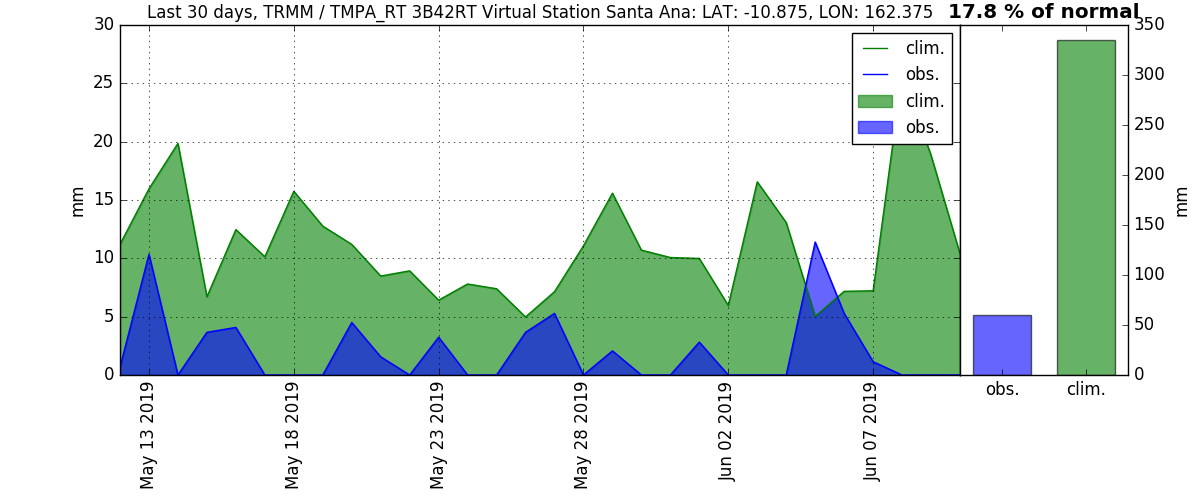 Last 30 days, TRMM / TMPA_RT 3B42RT Virtual Station Santa Ana: LAT: -10.875, LON: 162.375
17.8 % of normal
30
25
20
15
10
5
0
mm
clim.
obs.
clim.
obs.
May 13 2019
May 18 2019
May 23 2019
May 28 2019
Jun 02 2019
Jun 07 2019
350
300
250
200
150
100
50
0
mm
obs.
clim.